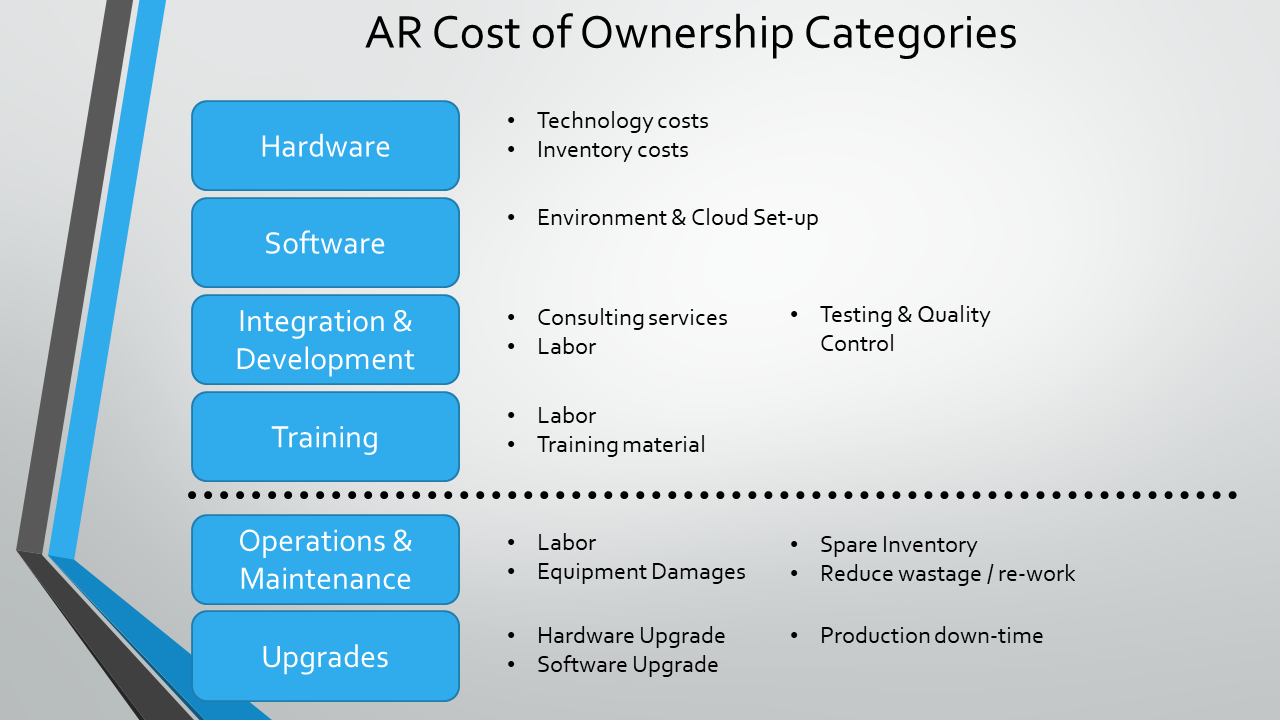 AR Cost of Ownership Categories
Hardware
• Technology costs
• Inventory costs
Software
• Environment & Cloud Set-up
Integration &
Development
• Consulting services
• Labor
• Testing & Quality
Control
Training
• Labor
• Training material
Operations &
Maintenance
• Labor
• Equipment Damages
• Spare Inventory
• Reduce wastage / re-work
Upgrades
• Hardware Upgrade
• Software Upgrade
• Production down-time